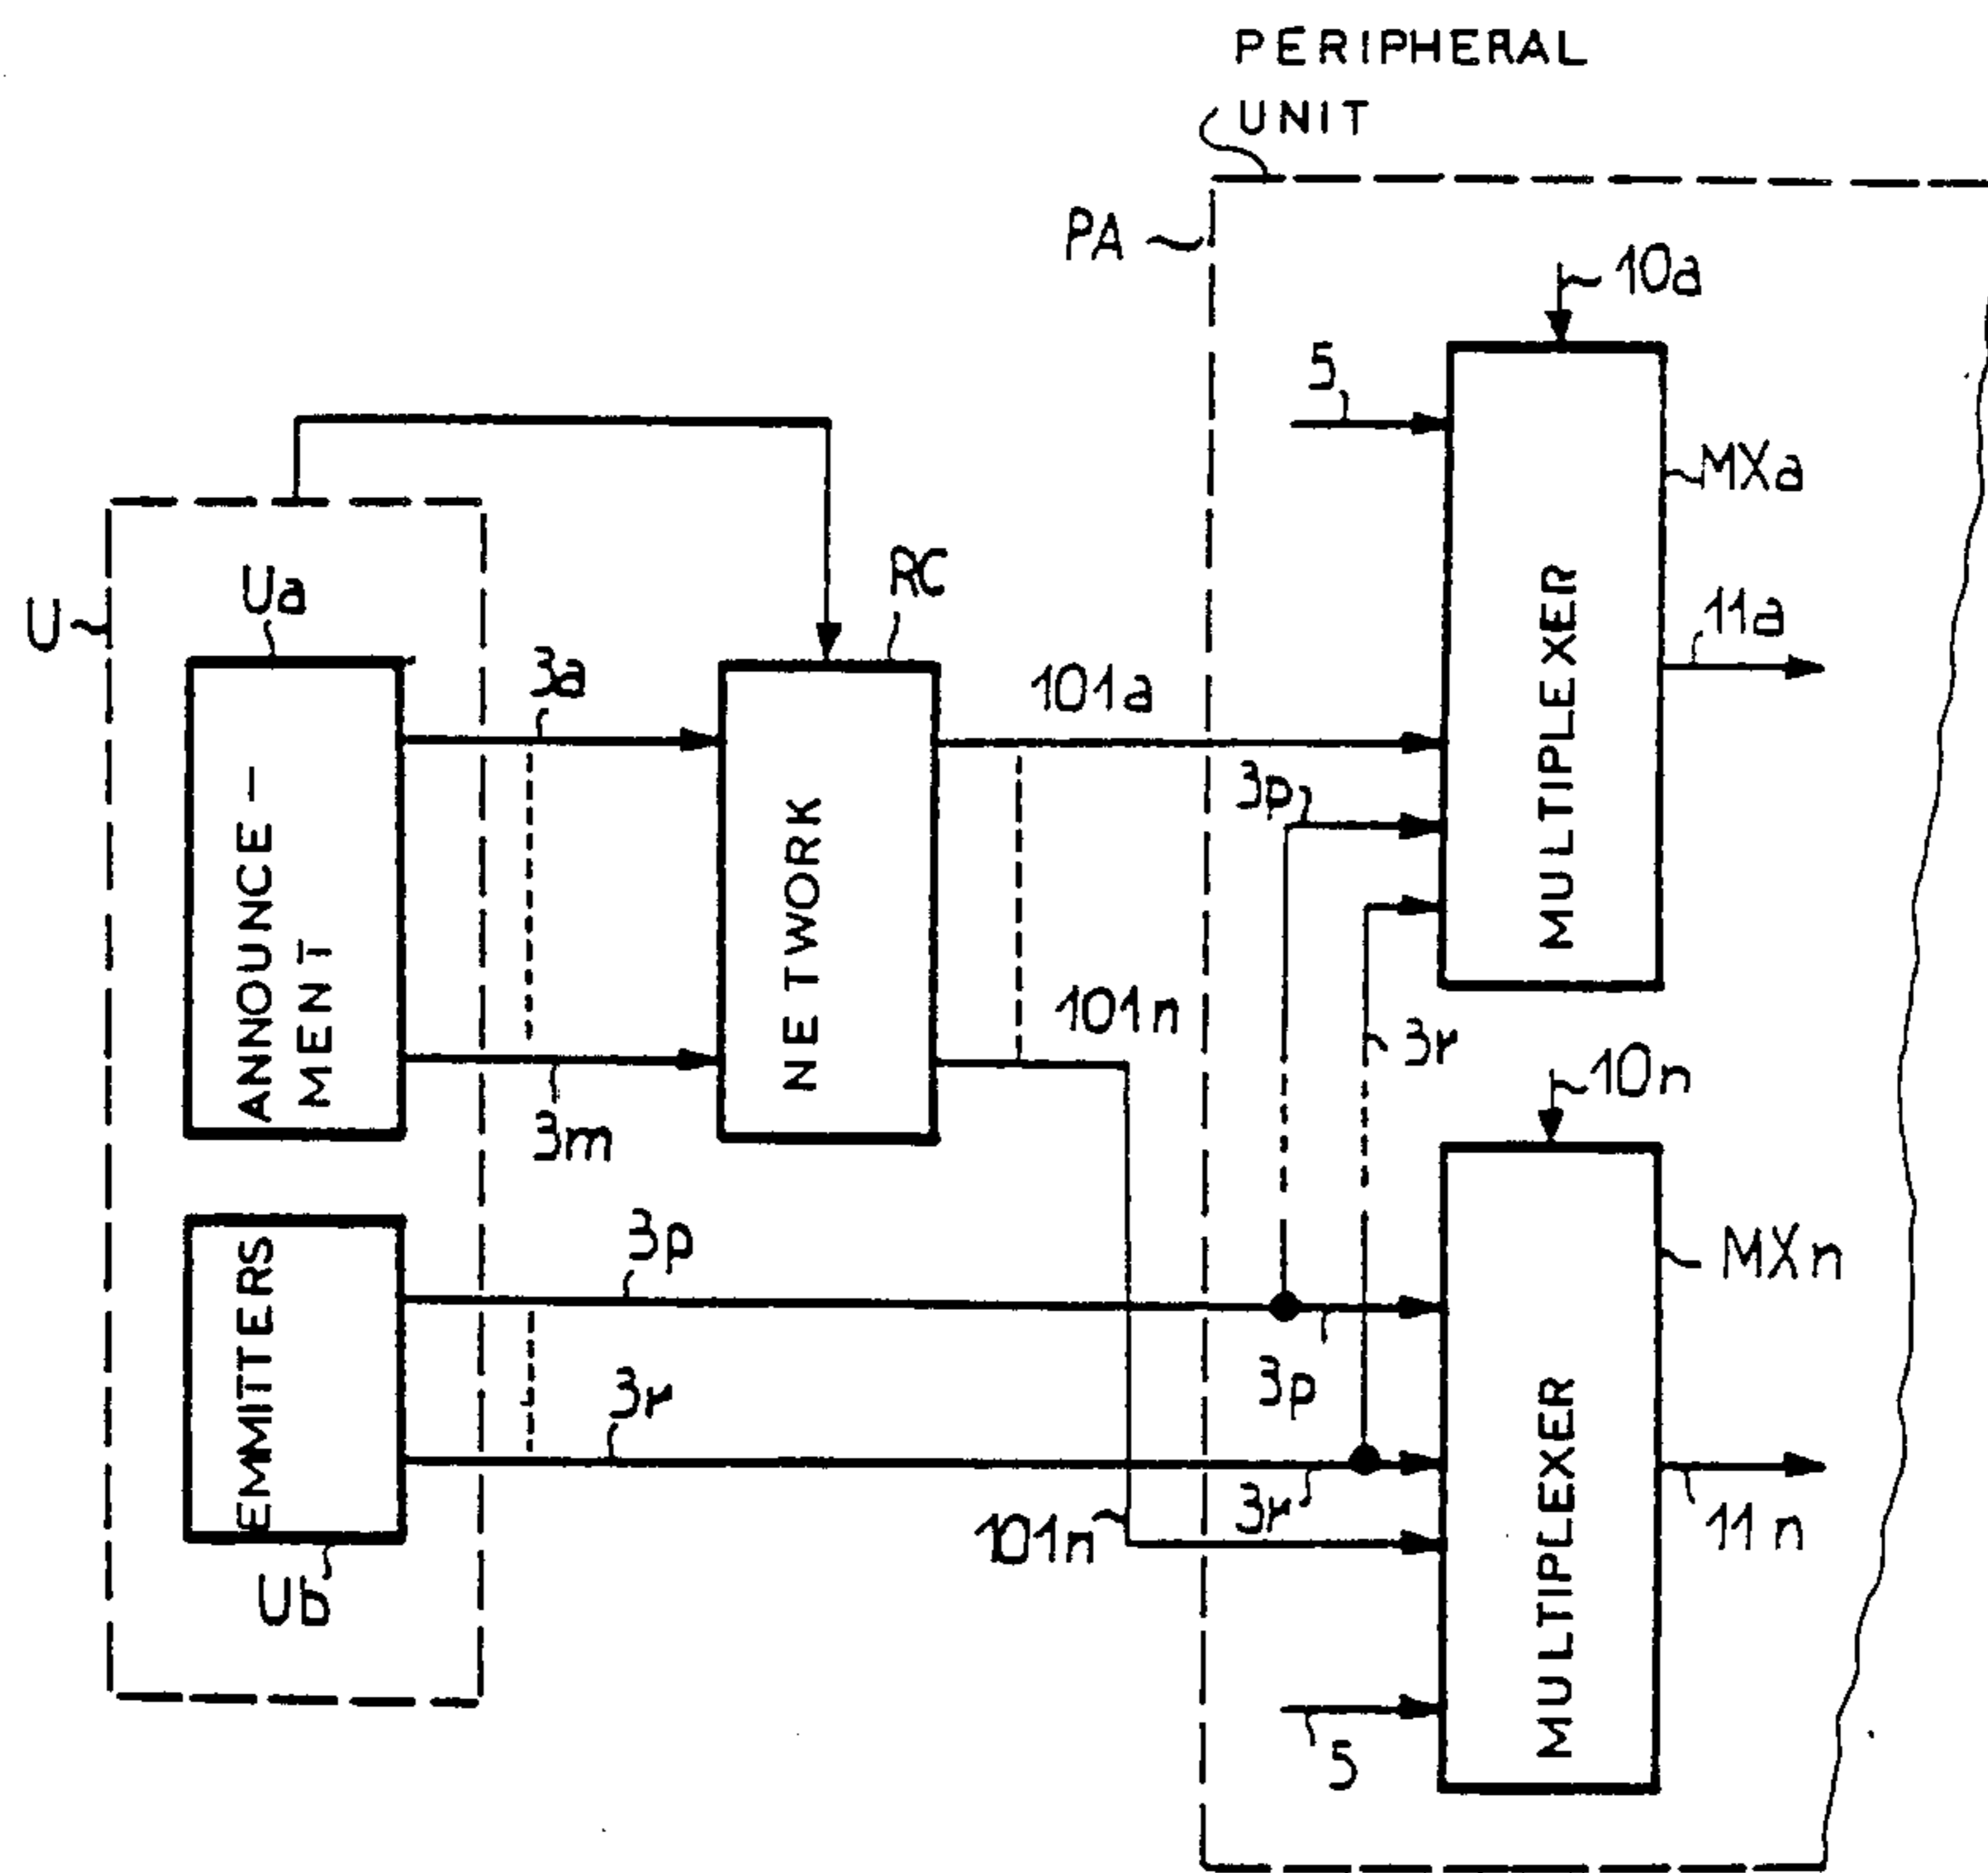 PERIPHERAL
UNIT
PA
10a
5
MXa
MULTIPLEXER
11a
U
Ua
ANNOUNCE-
MENT
3a
3m
RC
NETWORK
101a
101n
3p
3r
10n
EMMITTERS
Ub
3p
3r
3p
3r
101n
MXn
MULTIPLEXER
11n
5